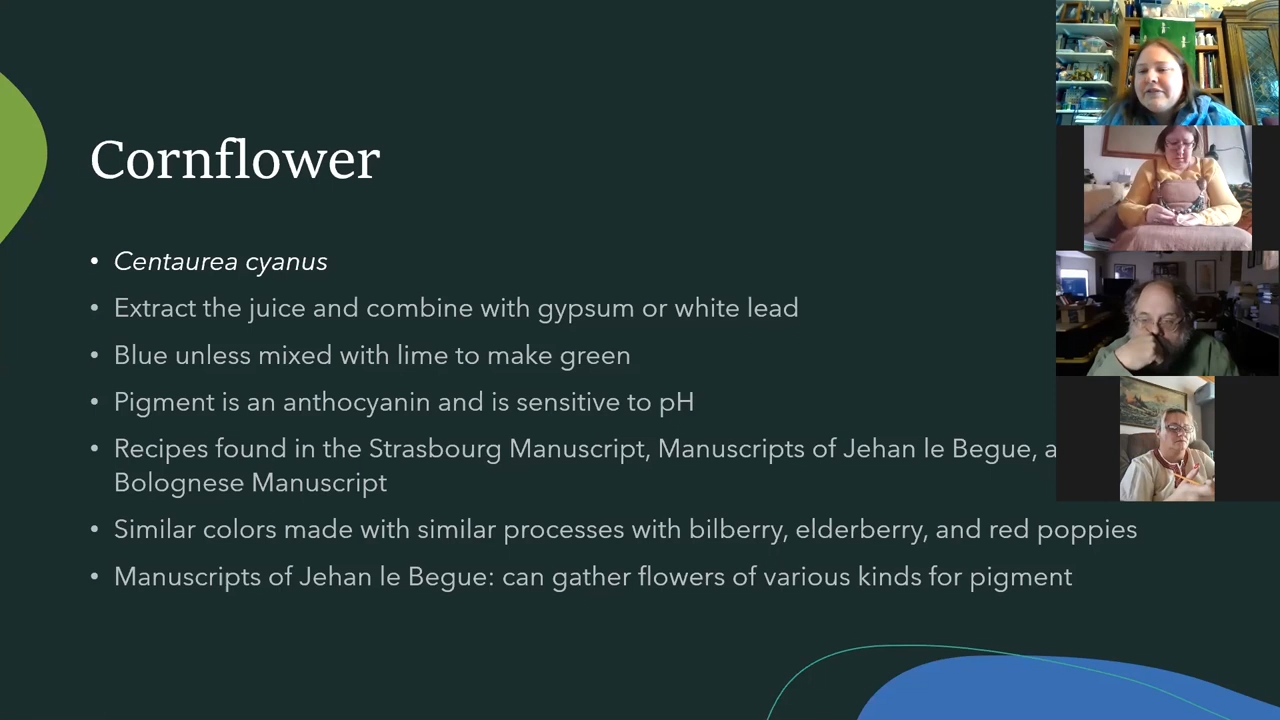 Cornflower
• Centaurea cyanus
• Extract the juice and combine with gypsum or white lead
• Blue unless mixed with lime to make green
• Pigment is an anthocyanin and is sensitive to pH
• Recipes found in the Strasbourg Manuscript, Manuscripts of Jehan le Begue,
Bolognese Manuscript
• Similar colors made with similar processes with bilberry, elderberry, and red poppies
• Manuscripts of Jehan le Begue: can gather flowers of various kinds for pigment